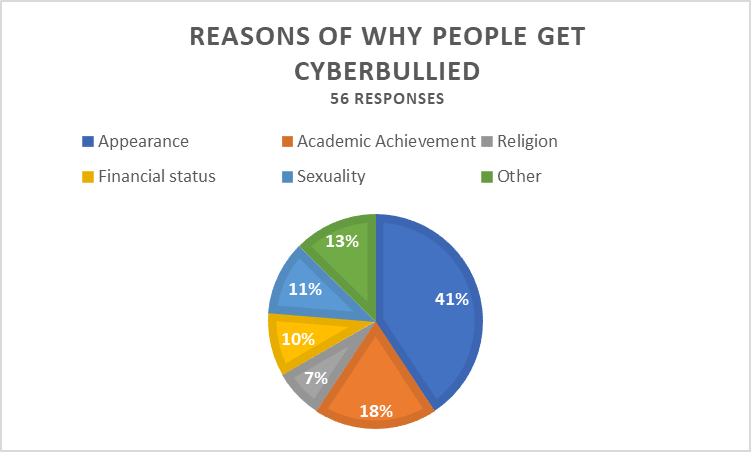 REASONS OF WHY PEOPLE GET
CYBERBULLIED
56 RESPONSES
Appearance
Academic Achievement
Religion
Financial status
Sexuality
Other
13%
41%
11%
10%
7%
18%